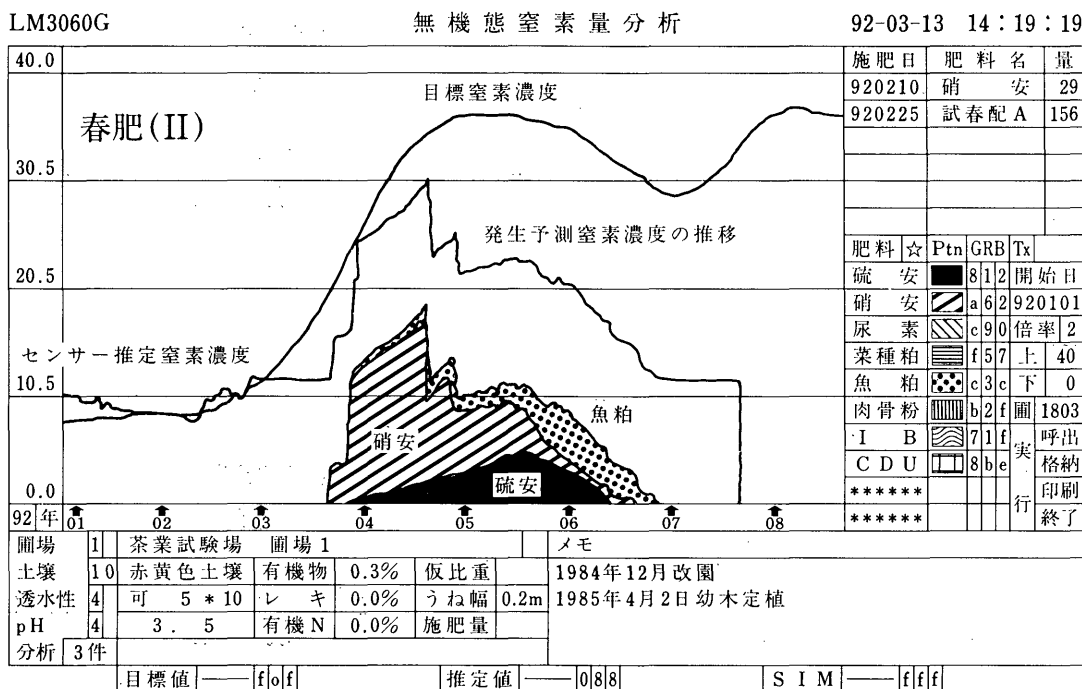 LM3060G 無機態窒素量分析 92-03-13 14:19:19
40.0
30.5
20.5
10.5
0.0
春肥(II)
目標窒素濃度
発生予測窒素濃度の推移
センサー推定窒素濃度
硝安
魚粕
硫安
92 年 01 02 03 04 05 06 07 08
施肥日 肥料名 量
920210 硝安 29
920225 試春配A 156
肥料 ☆ Ptn GRB Tx
硫安 8 1 2 開始日
硝安 a 6 2 920101
尿素 c 9 0 倍率 2
菜種粕 f 5 7 上 40
魚粕 c 3 c 下 0
肉骨粉 b 2 f 圃 1803
I B 7 1 f 実行 呼出
CDU 8 b e 格納
****** 印刷
****** 終了
圃場 1 茶業試験場 圃場1 メモ
土壌 10 赤黄色土壌 有機物 0.3% 仮比重 1984年12月改園
透水性 4 可 5*10 レキ 0.0% うね幅 0.2m 1985年4月2日幼木定植
pH 4 3.5 有機N 0.0% 施肥量
分析 3件
目標値 f o f 推定値 0 8 8 SIM f f f